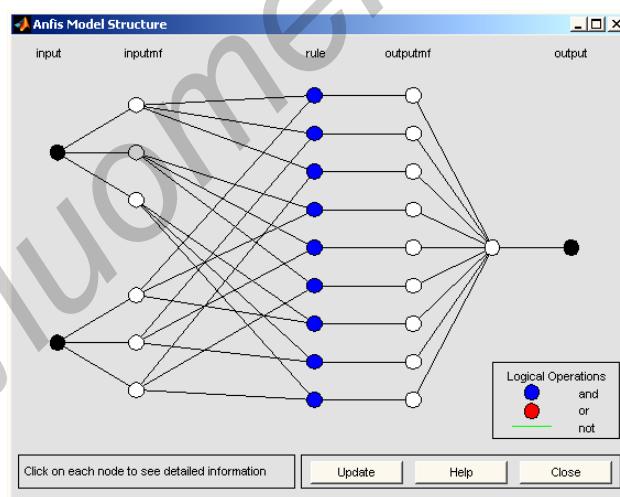 Anfis Model Structure
input inputmf rule outputmf output
Logical Operations
and
or
not
Click on each node to see detailed information
Update Help Close